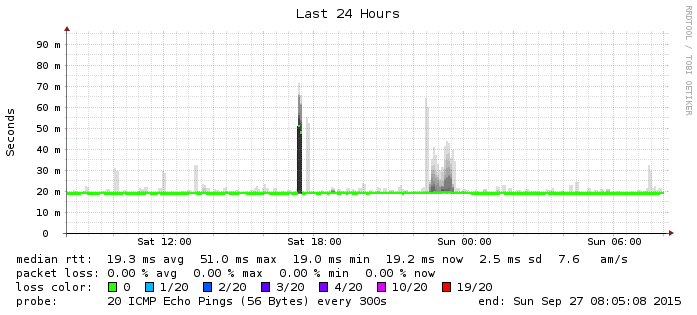 Last 24 Hours
RRDTOOL / TOBI OETIKER
Seconds
90 m
80 m
70 m
60 m
50 m
40 m
30 m
20 m
10 m
0
Sat 12:00 Sat 18:00 Sun 00:00 Sun 06:00
median rtt: 19.3 ms avg 51.0 ms max 19.0 ms min 19.2 ms now 2.5 ms sd 7.6 am/s
packet loss: 0.00 % avg 0.00 % max 0.00 % min 0.00 % now
loss color: 0 1/20 2/20 3/20 4/20 10/20 19/20
probe: 20 ICMP Echo Pings (56 Bytes) every 300s end: Sun Sep 27 08:05:08 2015